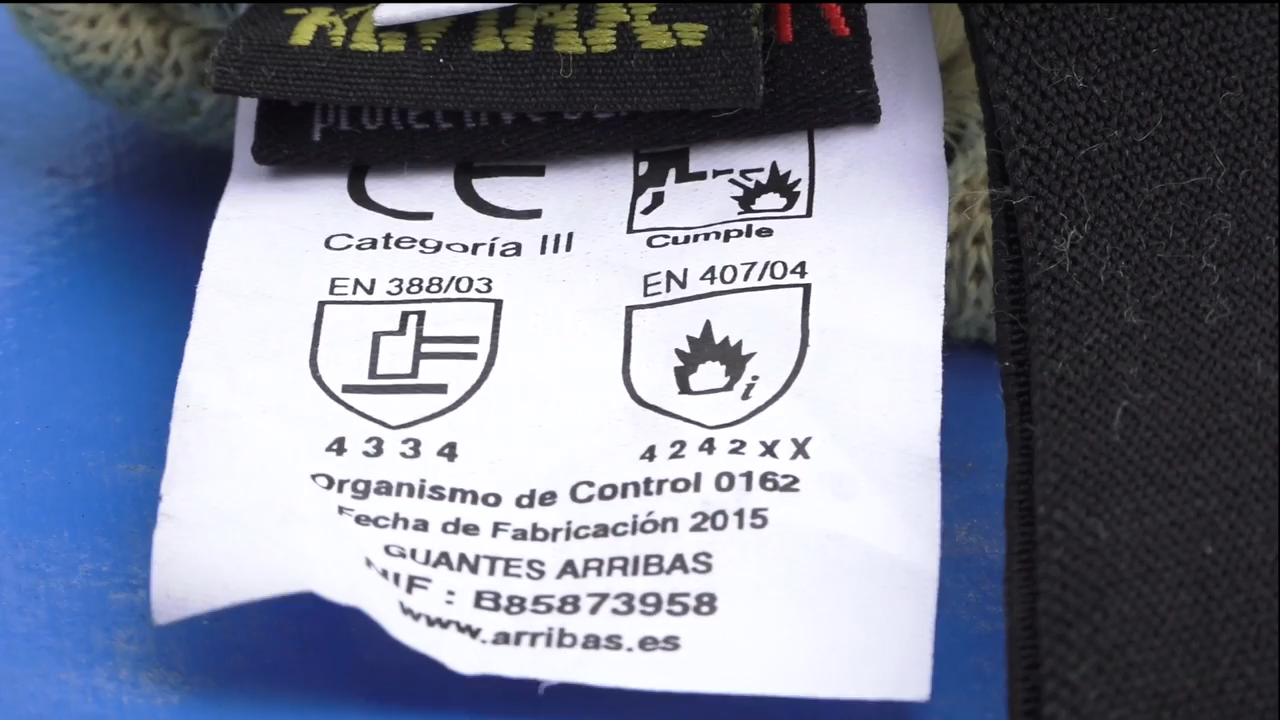 CE
Categoría III
Cumple
EN 388/03
EN 407/04
i
4 3 3 4
4 2 4 2 x X
Organismo de Control 0162
Fecha de Fabricación 2015
GUANTES ARRIBAS
NIF : B85873958
www.arribas.es